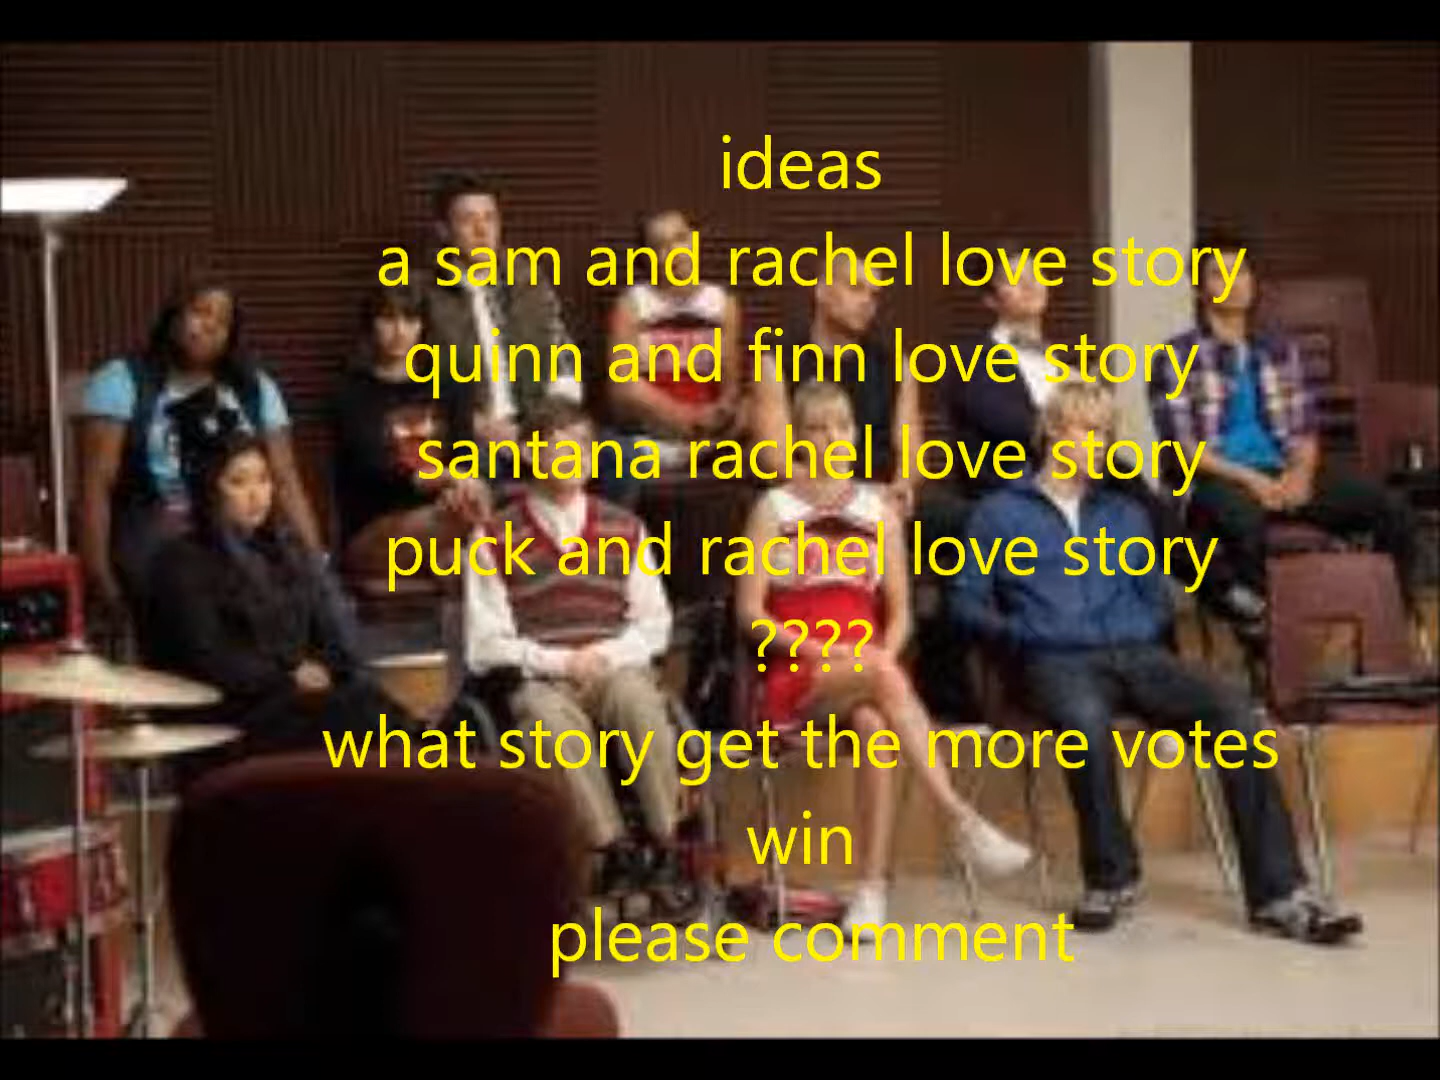 ideas
a sam and rachel love story
quinn and finn love story
santana rachel love story
puck and rachel love story
????
what story get the more votes
win
please comment